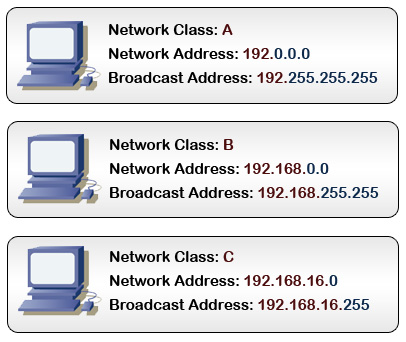 Network Class: A
Network Address: 192.0.0.0
Broadcast Address: 192.255.255.255
Network Class: B
Network Address: 192.168.0.0
Broadcast Address: 192.168.255.255
Network Class: C
Network Address: 192.168.16.0
Broadcast Address: 192.168.16.255